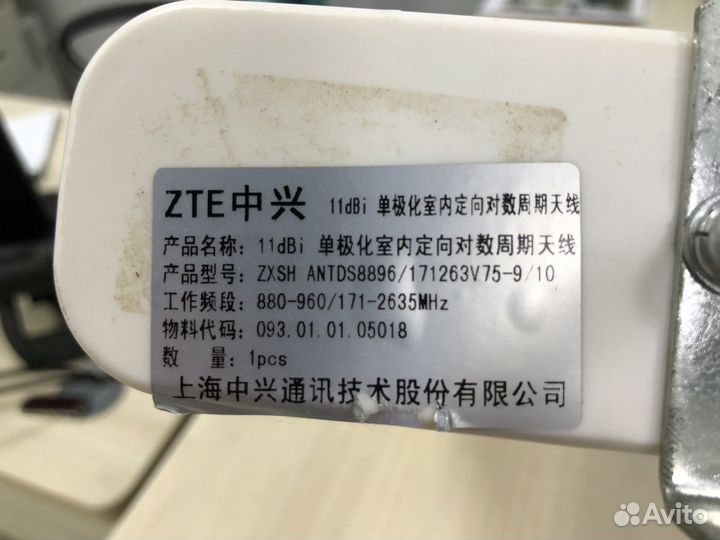 ZTE中兴 11dBi 单极化室内定向对数周期天线
产品名称: 11dBi 单极化室内定向对数周期天线
产品型号: ZXSH ANTDS8896/171263V75-9/10
工作频段: 880-960/171-2635MHz
物料代码: 093.01.01.05018
数 量: 1pcs
上海中兴通讯技术股份有限公司
Avito